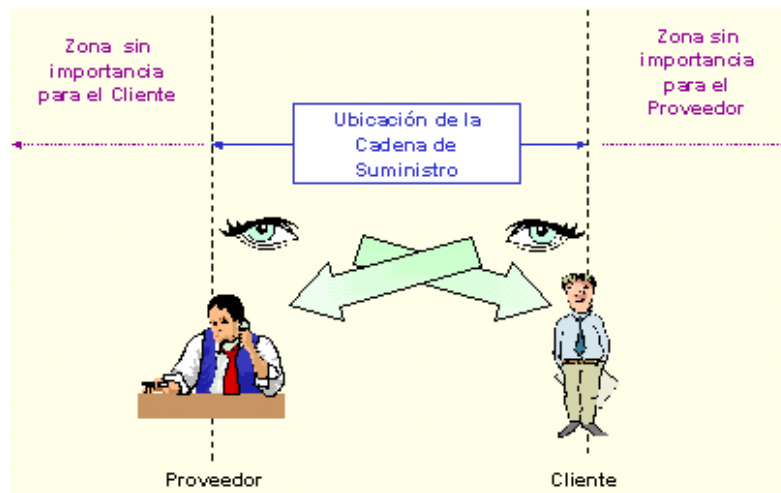 Zona sin
importancia
para el Cliente
Ubicación de la
Cadena de
Suministro
Zona sin
importancia
para el
Proveedor
Proveedor
Cliente